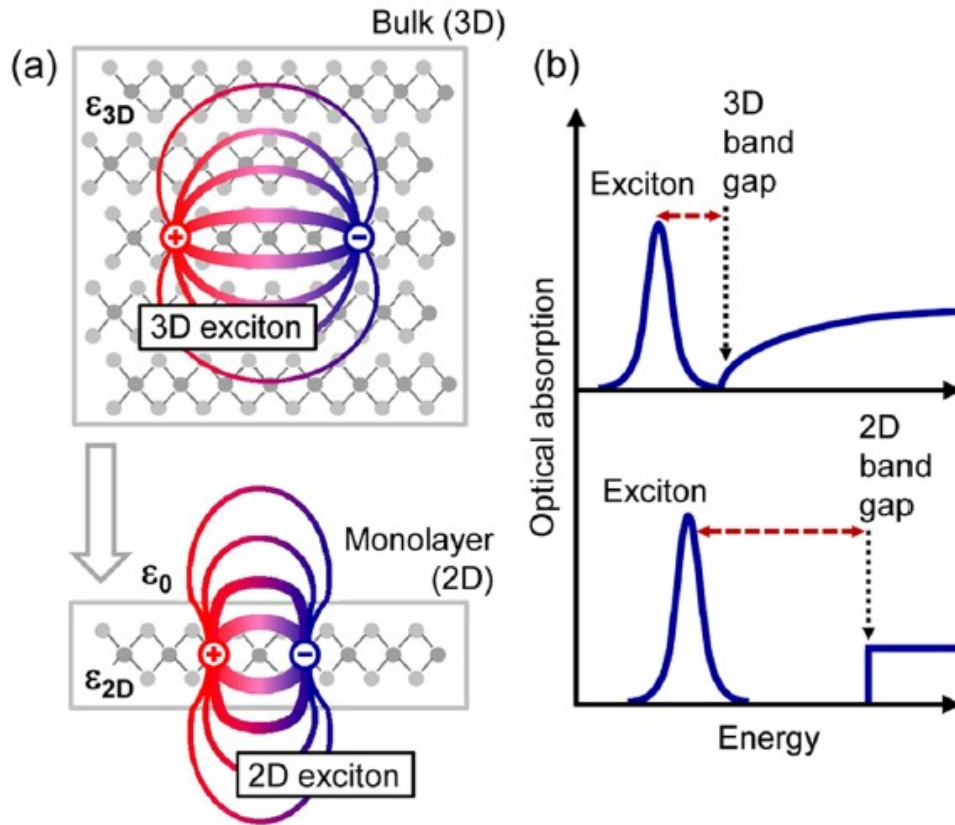 Bulk (3D)
(a)
ε3D
+
−
3D exciton
Monolayer
(2D)
ε0
+
−
ε2D
2D exciton
(b)
3D
band
gap
Exciton
Optical absorption
2D
band
gap
Exciton
Energy